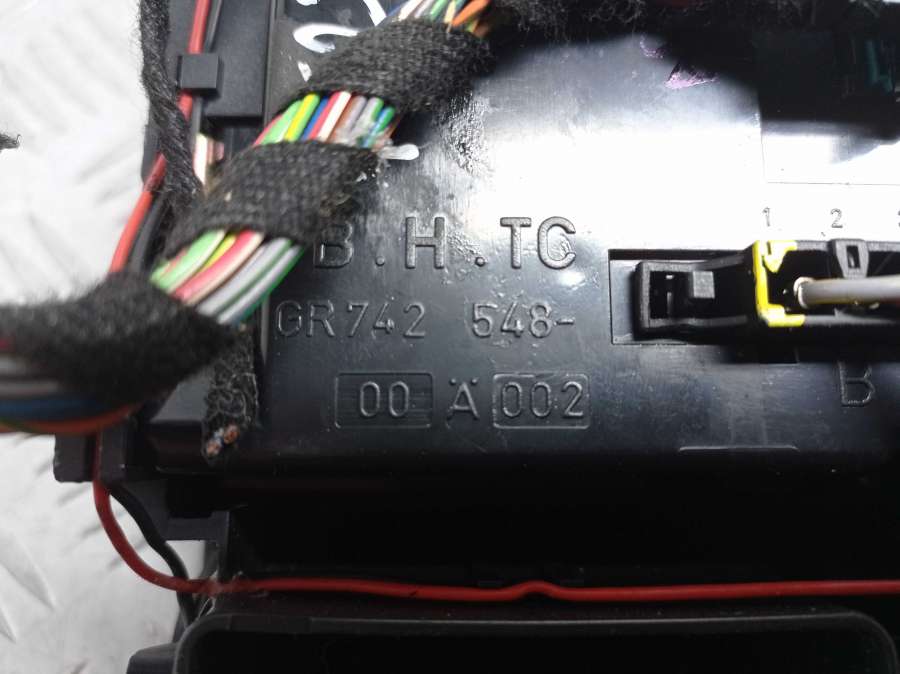 1 2
B.H.TC
GR742 548-
00 Ä 002
R